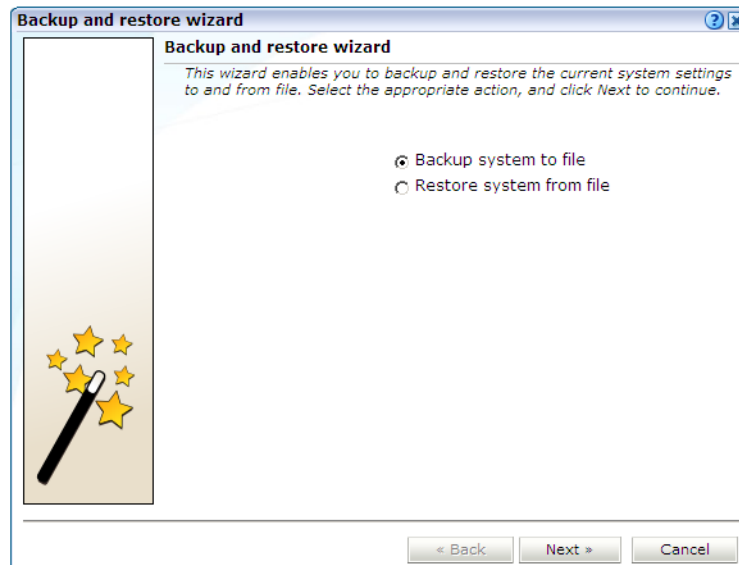 Backup and restore wizard
Backup and restore wizard
This wizard enables you to backup and restore the current system settings
to and from file. Select the appropriate action, and click Next to continue.
Backup system to file
Restore system from file
« Back Next » Cancel